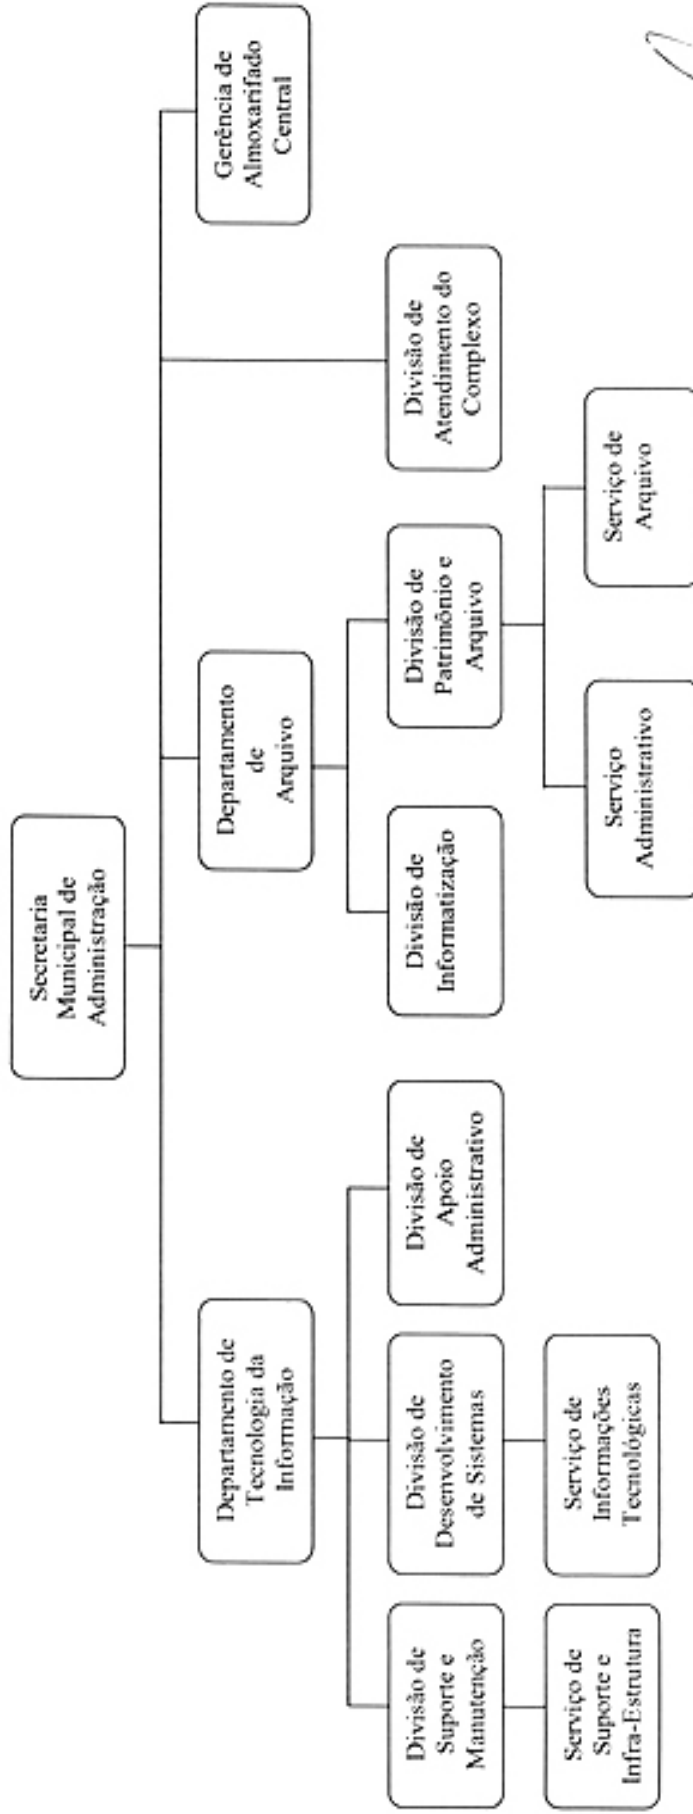 Secretaria
Municipal de
Administração
Departamento de
Tecnologia da
Informação
Departamento
de
Arquivo
Gerência de
Almoxarifado
Central
Divisão de
Suporte e
Manutenção
Divisão de
Desenvolvimento
de Sistemas
Divisão de
Apoio
Administrativo
Divisão de
Informatização
Divisão de
Patrimônio e
Arquivo
Divisão de
Atendimento do
Complexo
Serviço de
Suporte e
Infra-Estrutura
Serviço de
Informações
Tecnológicas
Serviço
Administrativo
Serviço de
Arquivo